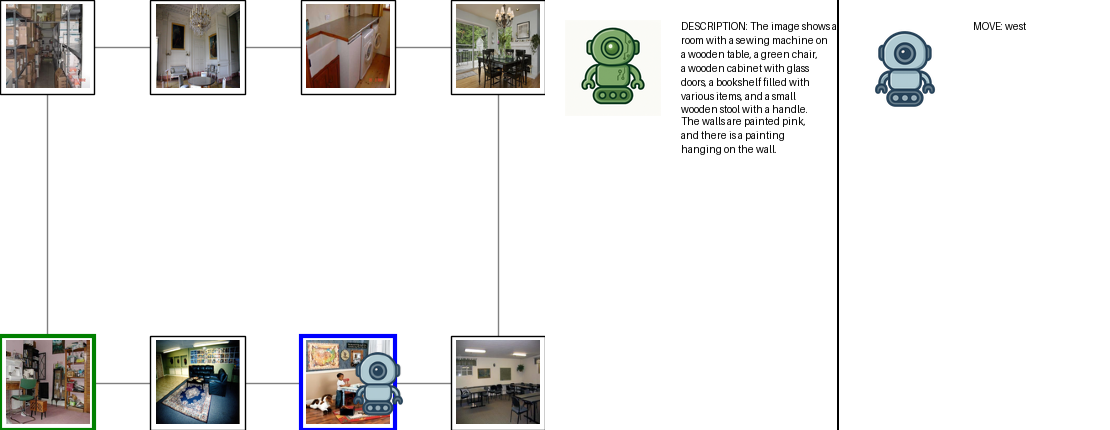 DESCRIPTION: The image shows a
room with a sewing machine on
a wooden table, a green chair,
a wooden cabinet with glass
doors, a bookshelf filled with
various items, and a small
wooden stool with a handle.
The walls are painted pink,
and there is a painting
hanging on the wall.
MOVE: west